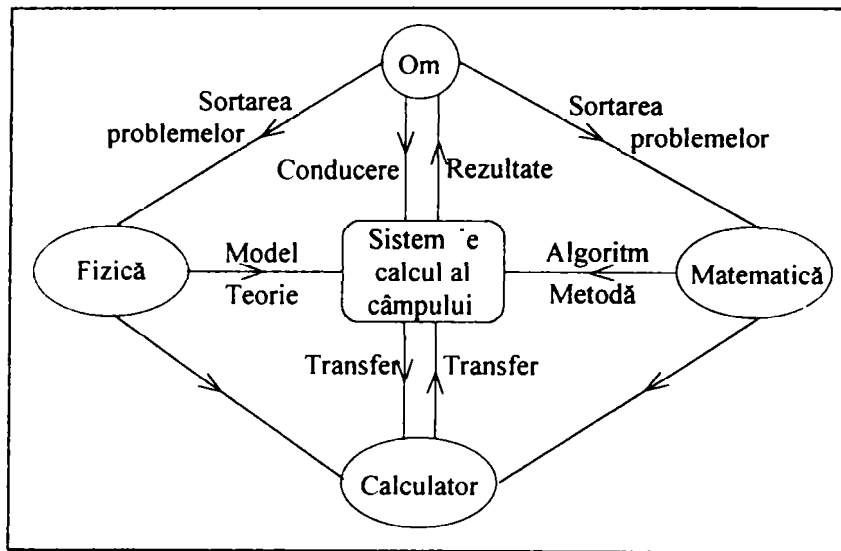 Om
Sortarea
problemelor
Sortarea
problemelor
Conducere
Rezultate
Fizică
Model
Teorie
Sistem e
calcul al
câmpului
Algoritm
Metodă
Matematică
Transfer
Transfer
Calculator